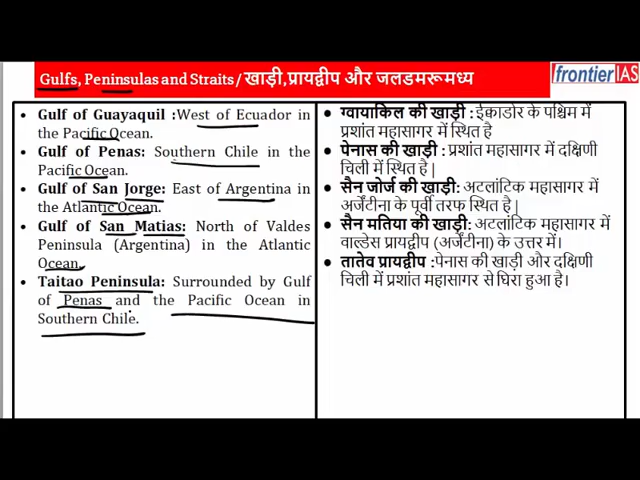 Gulfs, Peninsulas and Straits / खाड़ी,प्रायद्वीप और जलडमरूमध्य
frontier IAS
• Gulf of Guayaquil :West of Ecuador in
the Pacific Ocean.
• Gulf of Penas: Southern Chile in the
Pacific Ocean.
• Gulf of San Jorge: East of Argentina in
the Atlantic Ocean.
• Gulf of San Matias: North of Valdes
Peninsula (Argentina) in the Atlantic
Ocean.
• Taitao Peninsula: Surrounded by Gulf
of Penas and the Pacific Ocean in
Southern Chile.
• ग्वायाकिल की खाड़ी : ईक्वाडोर के पश्चिम में
प्रशांत महासागर में स्थित है
• पेनास की खाड़ी : प्रशांत महासागर में दक्षिणी
चिली में स्थित है|
• सैन जोर्ज की खाड़ी: अटलांटिक महासागर में
अर्जेंटीना के पूर्वी तरफ स्थित है|
• सैन मतिया की खाड़ी: अटलांटिक महासागर में
वाल्डेस प्रायद्वीप (अर्जेंटीना) के उत्तर में।
• तातेव प्रायद्वीप :पेनास की खाड़ी और दक्षिणी
चिली में प्रशांत महासागर से घिरा हुआ है।